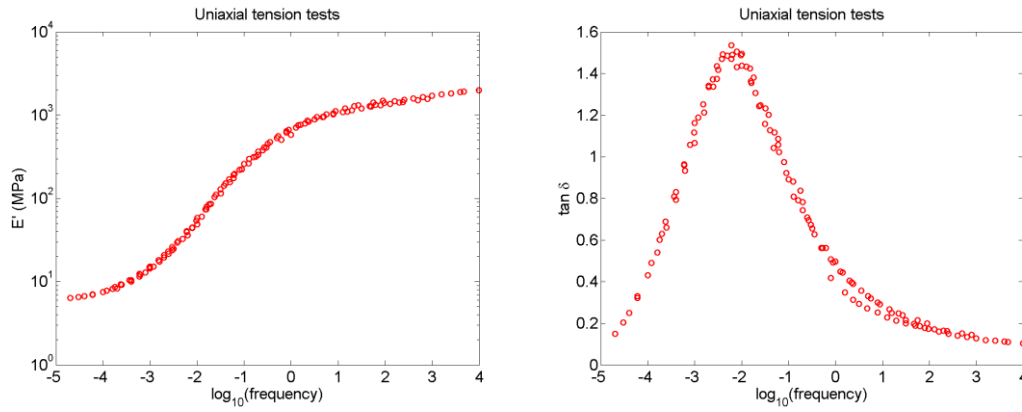 Uniaxial tension tests
E' (MPa)
10^4
10^3
10^2
10^1
10^0
-5 -4 -3 -2 -1 0 1 2 3 4
log_10(frequency)
Uniaxial tension tests
tan δ
1.6
1.4
1.2
1
0.8
0.6
0.4
0.2
0
-5 -4 -3 -2 -1 0 1 2 3 4
log_10(frequency)